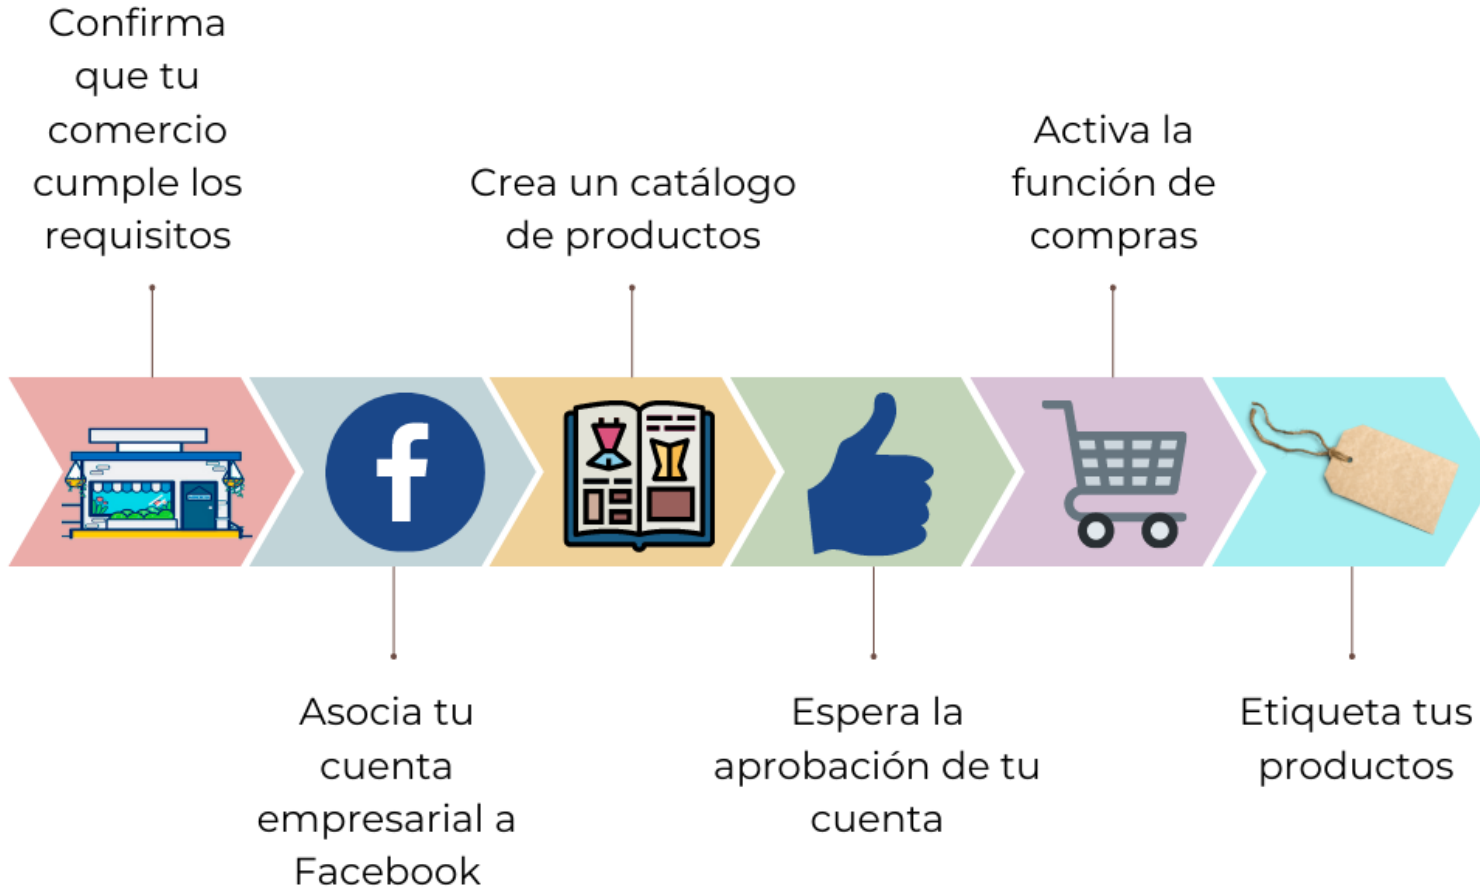 Confirma
que tu
comercio
cumple los
requisitos
Asocia tu
cuenta
empresarial a
Facebook
Crea un catálogo
de productos
Espera la
aprobación de tu
cuenta
Activa la
función de
compras
Etiqueta tus
productos